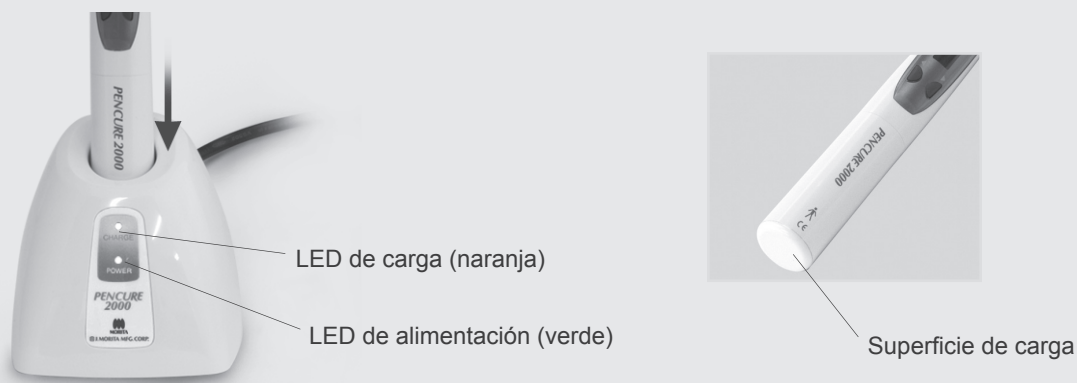 PENCURE 2000
CHARGE
POWER
PENCURE
2000
MORITA
© J. MORITA MFG. CORP.
LED de carga (naranja)
LED de alimentación (verde)
PENCURE 2000
CE
Superficie de carga